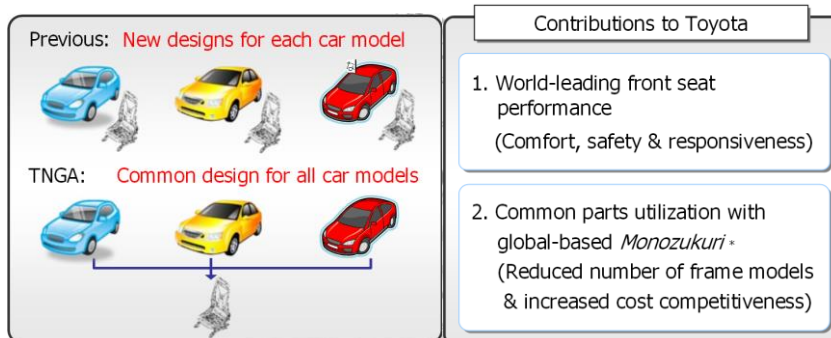 Previous: New designs for each car model
TNGA: Common design for all car models
Contributions to Toyota
1. World-leading front seat
performance
(Comfort, safety & responsiveness)
2. Common parts utilization with
global-based Monozukuri *
(Reduced number of frame models
& increased cost competitiveness)